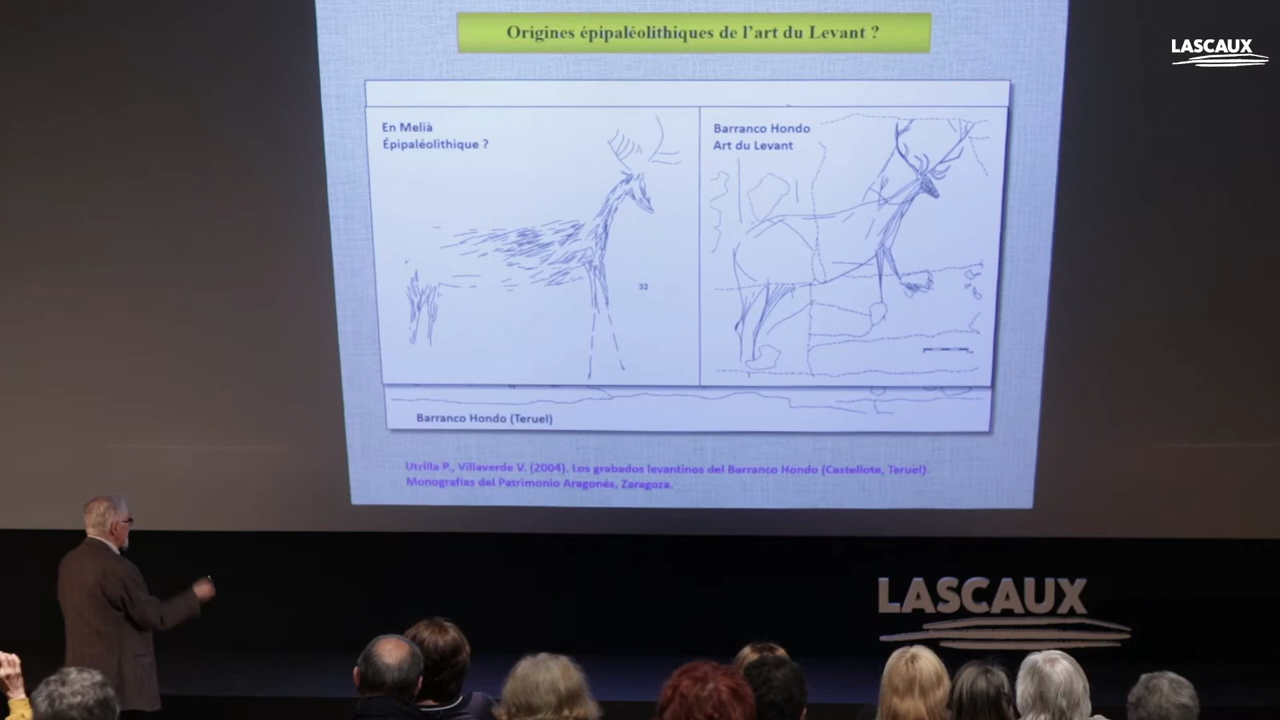 Origines épipaléolithiques de l'art du Levant ?
LASCAUX
En Melià
Épipaléolithique ?
Barranco Hondo
Art du Levant
32
Barranco Hondo (Teruel)
Utrilla P., Villaverde V. (2004). Los grabados levantinos del Barranco Hondo (Castellote, Teruel).
Monografías del Patrimonio Aragonés, Zaragoza.
LASCAUX